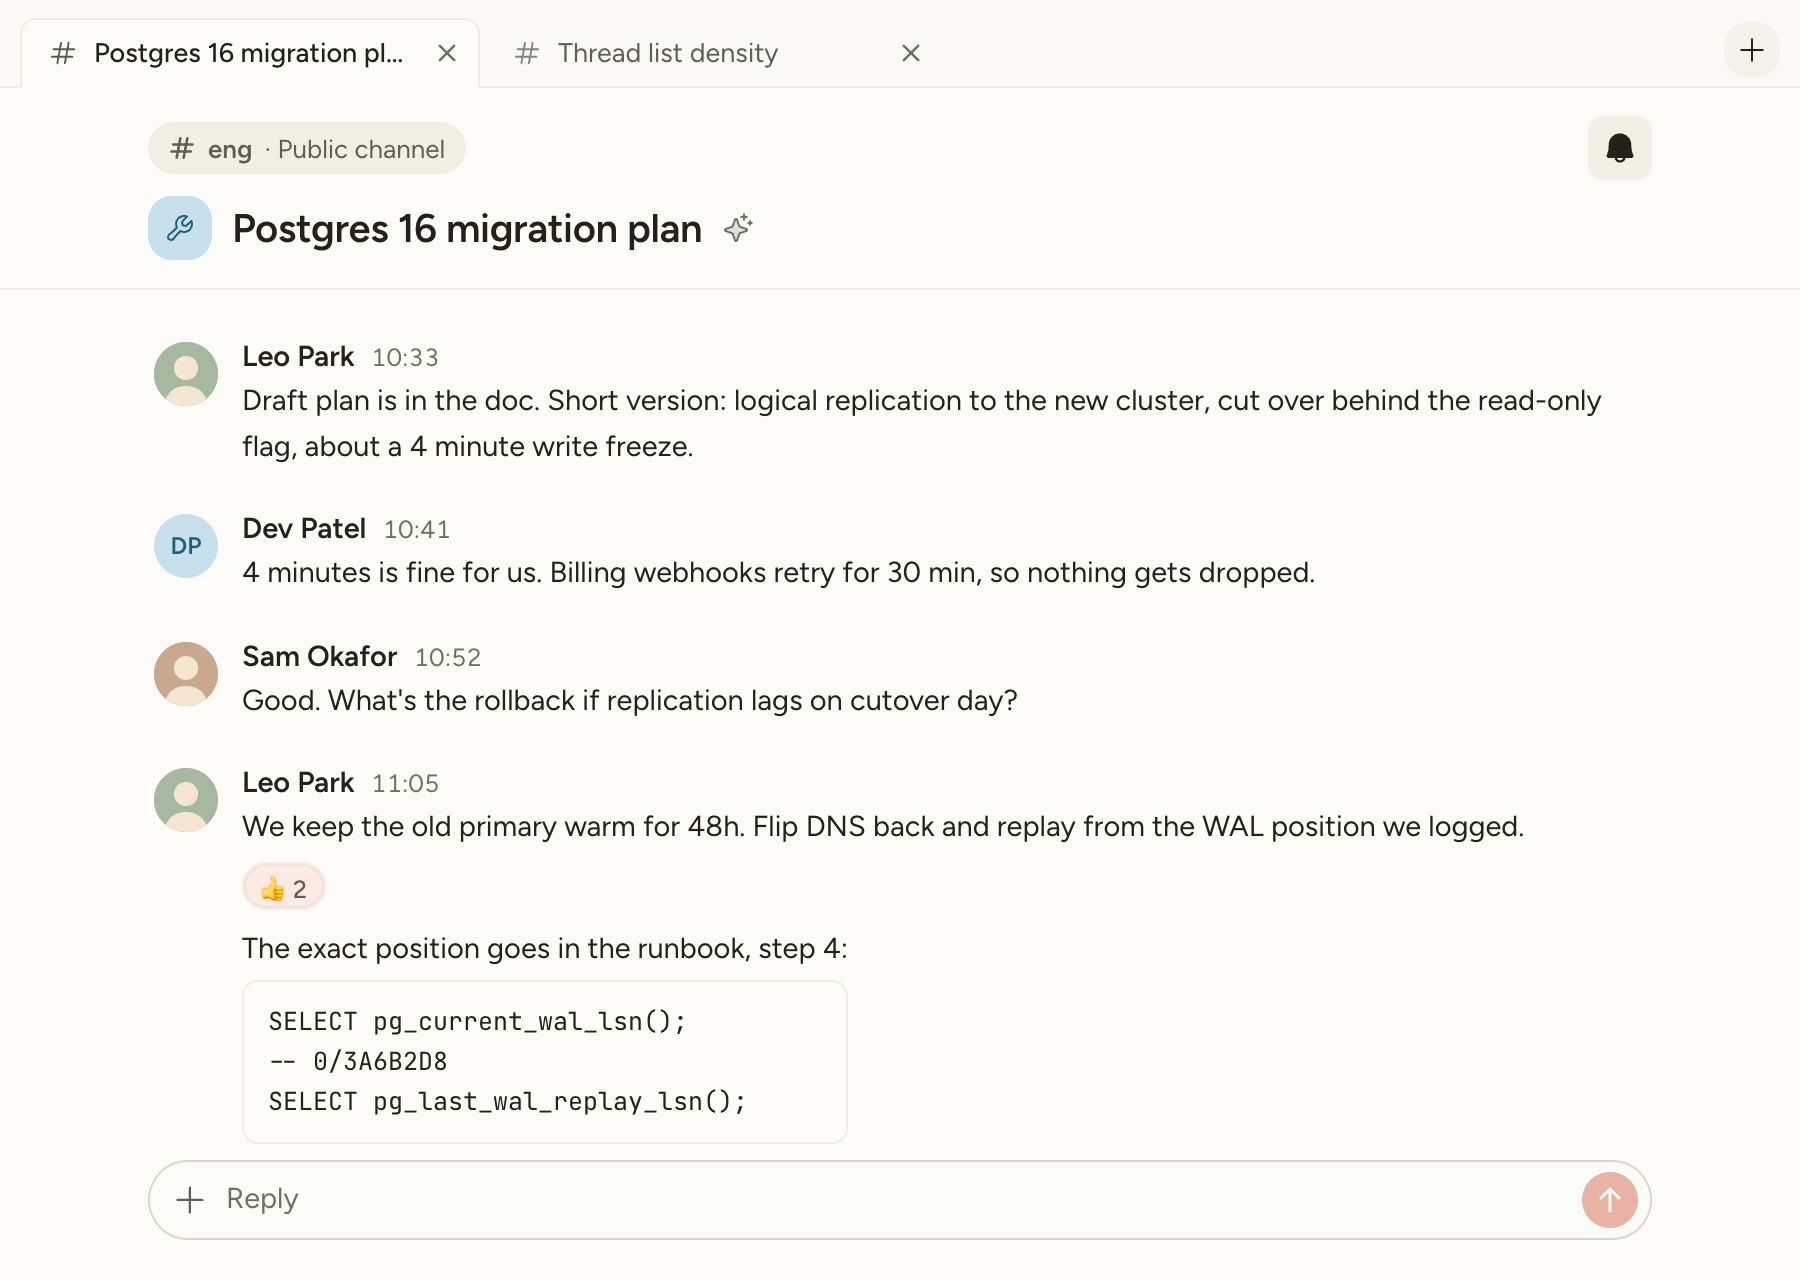 Postgres 16 migration pl...
Thread list density
eng · Public channel
Postgres 16 migration plan
Leo Park 10:33
Draft plan is in the doc. Short version: logical replication to the new cluster, cut over behind the read-only
flag, about a 4 minute write freeze.
DP
Dev Patel 10:41
4 minutes is fine for us. Billing webhooks retry for 30 min, so nothing gets dropped.
Sam Okafor 10:52
Good. What's the rollback if replication lags on cutover day?
Leo Park 11:05
We keep the old primary warm for 48h. Flip DNS back and replay from the WAL position we logged.
👍 2
The exact position goes in the runbook, step 4:
SELECT pg_current_wal_lsn();
-- 0/3A6B2D8
SELECT pg_last_wal_replay_lsn();
Reply